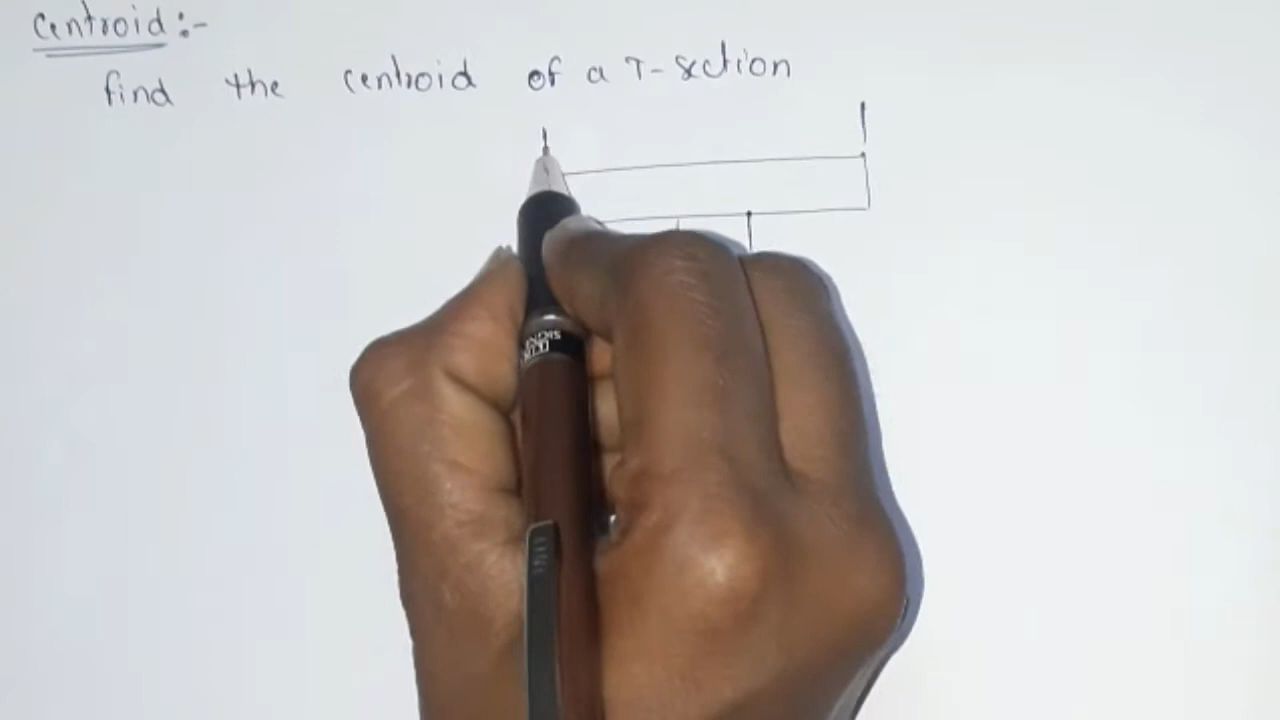 Centroid :-
find the centroid of a T-section